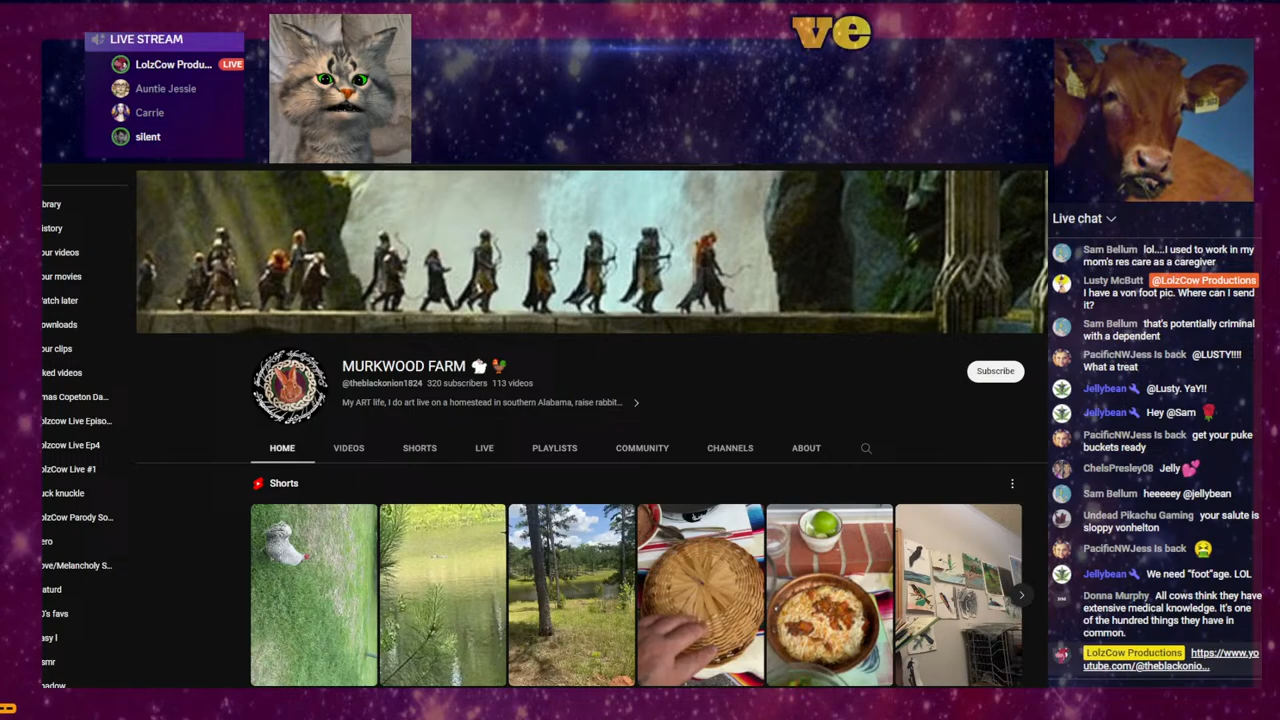 ve
LIVE STREAM
LolzCow Produ... LIVE
Auntie Jessie
Carrie
silent
ibrary
istory
our videos
our movies
atch later
ownloads
our clips
ked videos
mas Copeton Da...
olzcow Live Episo...
olzcow Live Ep4
olzCow Live #1
uck knuckle
olzCow Parody So...
ero
ove/Melancholy S...
aturd
0's favs
asy l
smr
hadow
MURKWOOD FARM
@theblackonion1824 320 subscribers 113 videos
My ART life, I do art live on a homestead in southern Alabama, raise rabbit...
Subscribe
HOME VIDEOS SHORTS LIVE PLAYLISTS COMMUNITY CHANNELS ABOUT
Shorts
Live chat
Sam Bellum lol....I used to work in my
mom's res care as a caregiver
Lusty McButt @LolzCow Productions
I have a von foot pic. Where can I send
it?
Sam Bellum that's potentially criminal
with a dependent
PacificNWJess Is back @LUSTY!!!!
What a treat
Jellybean @Lusty. YaY!!
Jellybean Hey @Sam
PacificNWJess Is back get your puke
buckets ready
ChelsPresley08 Jelly
Sam Bellum heeeeey @jellybean
Undead Pikachu Gaming your salute is
sloppy vonhelton
PacificNWJess Is back
Jellybean We need "foot"age. LOL
Donna Murphy All cows think they have
extensive medical knowledge. It's one
of the hundred things they have in
common.
LolzCow Productions https://www.yo
utube.com/@theblackonio...